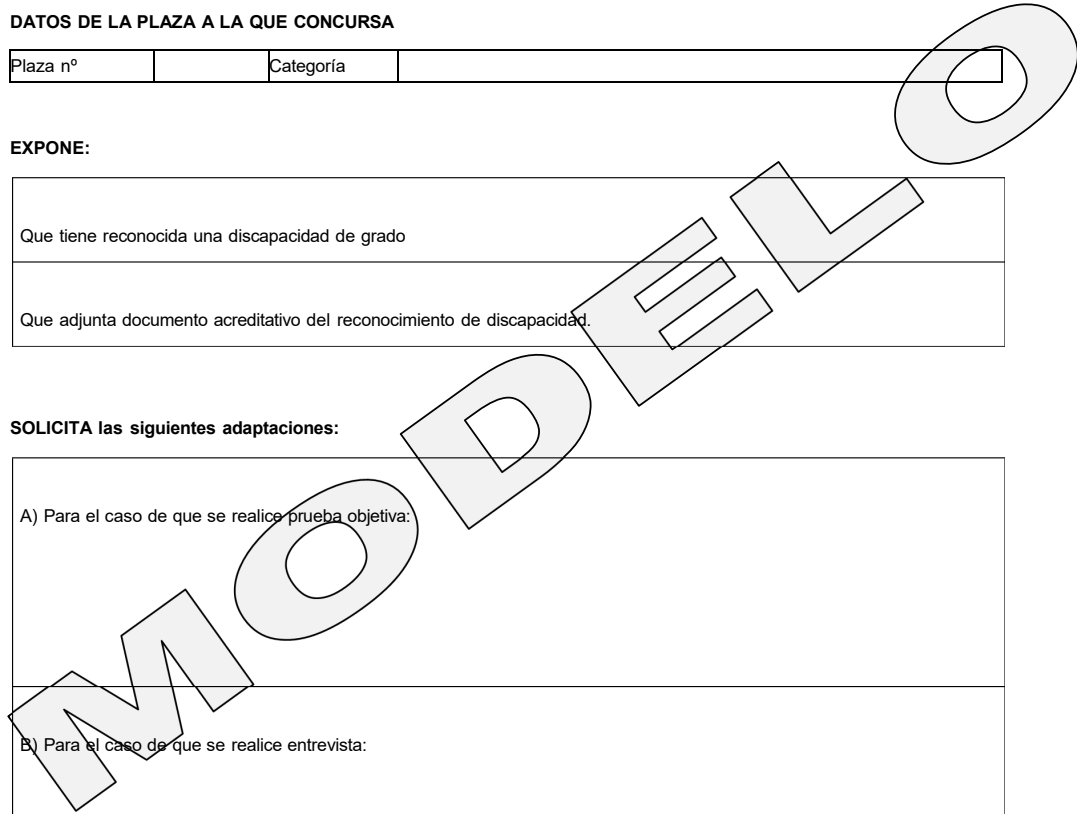 DATOS DE LA PLAZA A LA QUE CONCURSA
Plaza nº Categoría
EXPONE:
Que tiene reconocida una discapacidad de grado
Que adjunta documento acreditativo del reconocimiento de discapacidad.
SOLICITA las siguientes adaptaciones:
A) Para el caso de que se realice prueba objetiva:
B) Para el caso de que se realice entrevista:
MODELO